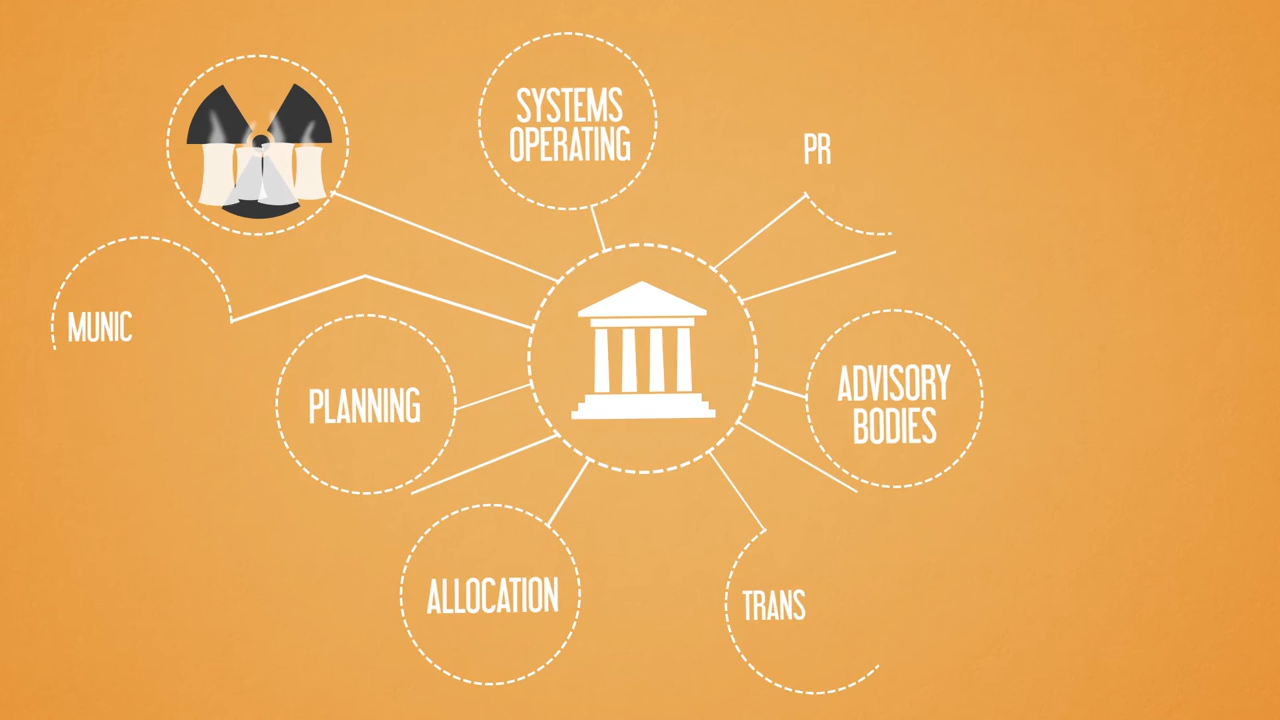 SYSTEMS
OPERATING
PR
MUNIC
PLANNING
ADVISORY
BODIES
ALLOCATION
TRANS